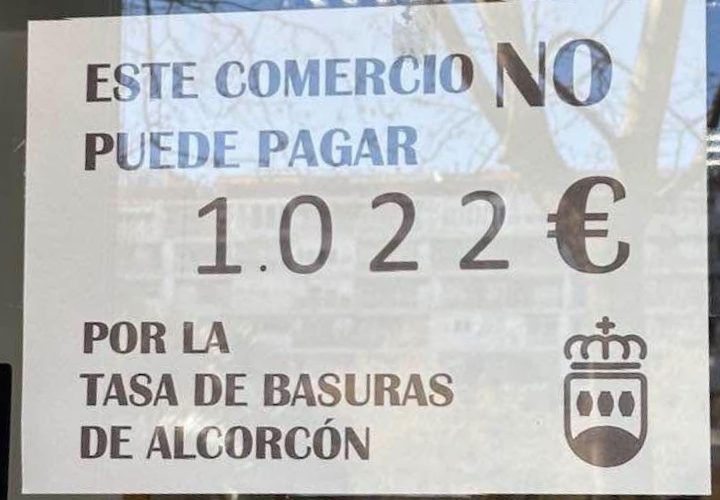 ESTE COMERCIO NO
PUEDE PAGAR
1.022€
POR LA
TASA DE BASURAS
DE ALCORCÓN